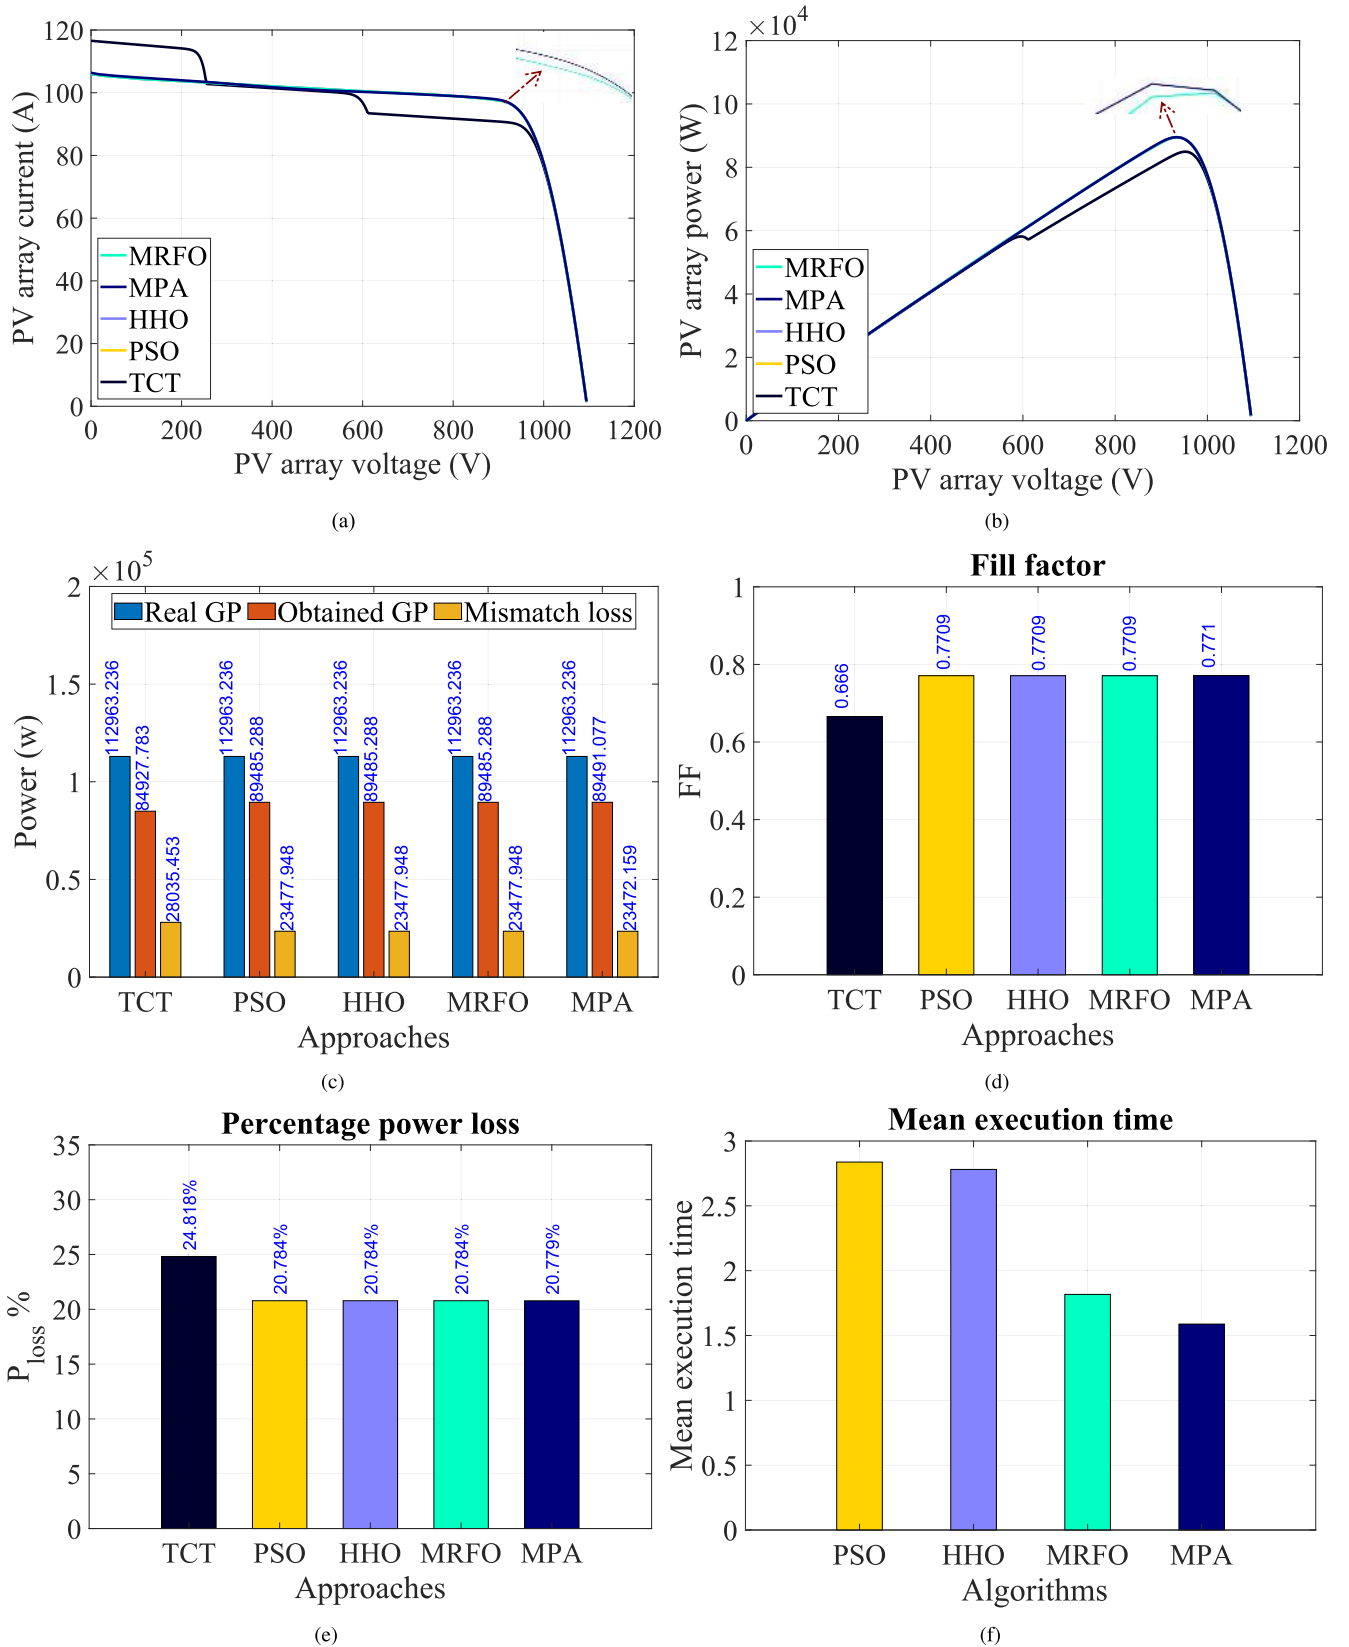 120
100
80
60
40
20
0
PV array current (A)
MRFO
MPA
HHO
PSO
TCT
0 200 400 600 800 1000 1200
PV array voltage (V)
(a)
×10⁴
12
10
8
6
4
2
0
PV array power (W)
MRFO
MPA
HHO
PSO
TCT
0 200 400 600 800 1000 1200
PV array voltage (V)
(b)
×10⁵
2
1.5
1
0.5
0
Power (w)
Real GP Obtained GP Mismatch loss
112963.236 84927.783 28035.453
112963.236 89485.288 23477.948
112963.236 89485.288 23477.948
112963.236 89485.288 23477.948
112963.236 89491.077 23472.159
TCT PSO HHO MRFO MPA
Approaches
(c)
Fill factor
1
0.8
0.6
0.4
0.2
0
FF
0.666 0.7709 0.7709 0.7709 0.771
TCT PSO HHO MRFO MPA
Approaches
(d)
Percentage power loss
35
30
25
20
15
10
5
0
P_loss %
24.818% 20.784% 20.784% 20.784% 20.779%
TCT PSO HHO MRFO MPA
Approaches
(e)
Mean execution time
3
2.5
2
1.5
1
0.5
0
Mean execution time
PSO HHO MRFO MPA
Algorithms
(f)